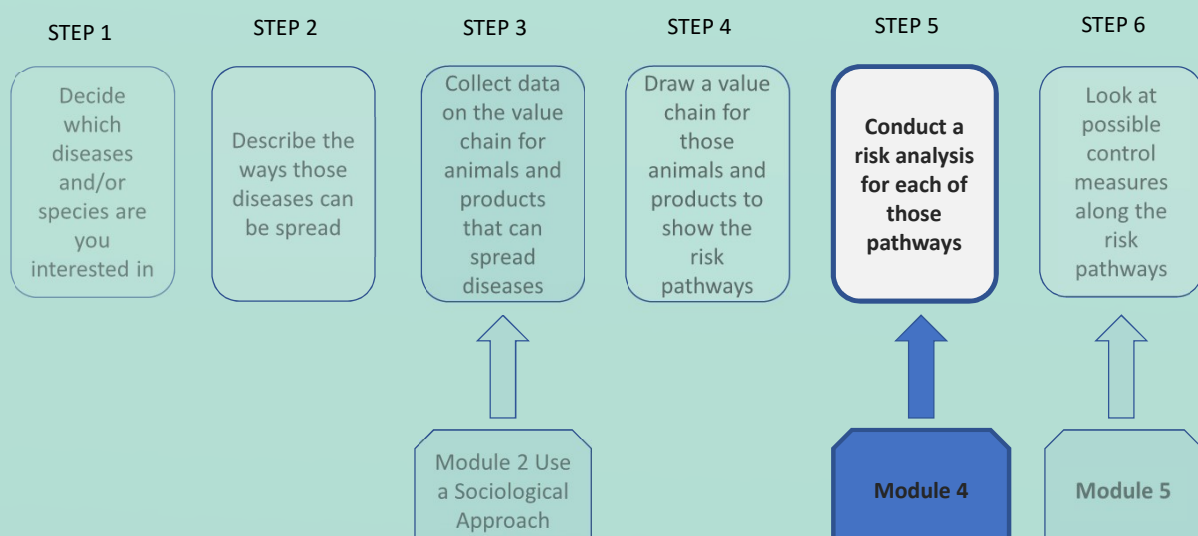 STEP 1
Decide
which
diseases
and/or
species are
you
interested in
STEP 2
Describe the
ways those
diseases can
be spread
STEP 3
Collect data
on the value
chain for
animals and
products
that can
spread
diseases
STEP 4
Draw a value
chain for
those
animals and
products to
show the
risk
pathways
STEP 5
Conduct a
risk analysis
for each of
those
pathways
STEP 6
Look at
possible
control
measures
along the
risk
pathways
Module 2 Use
a Sociological
Approach
Module 4
Module 5